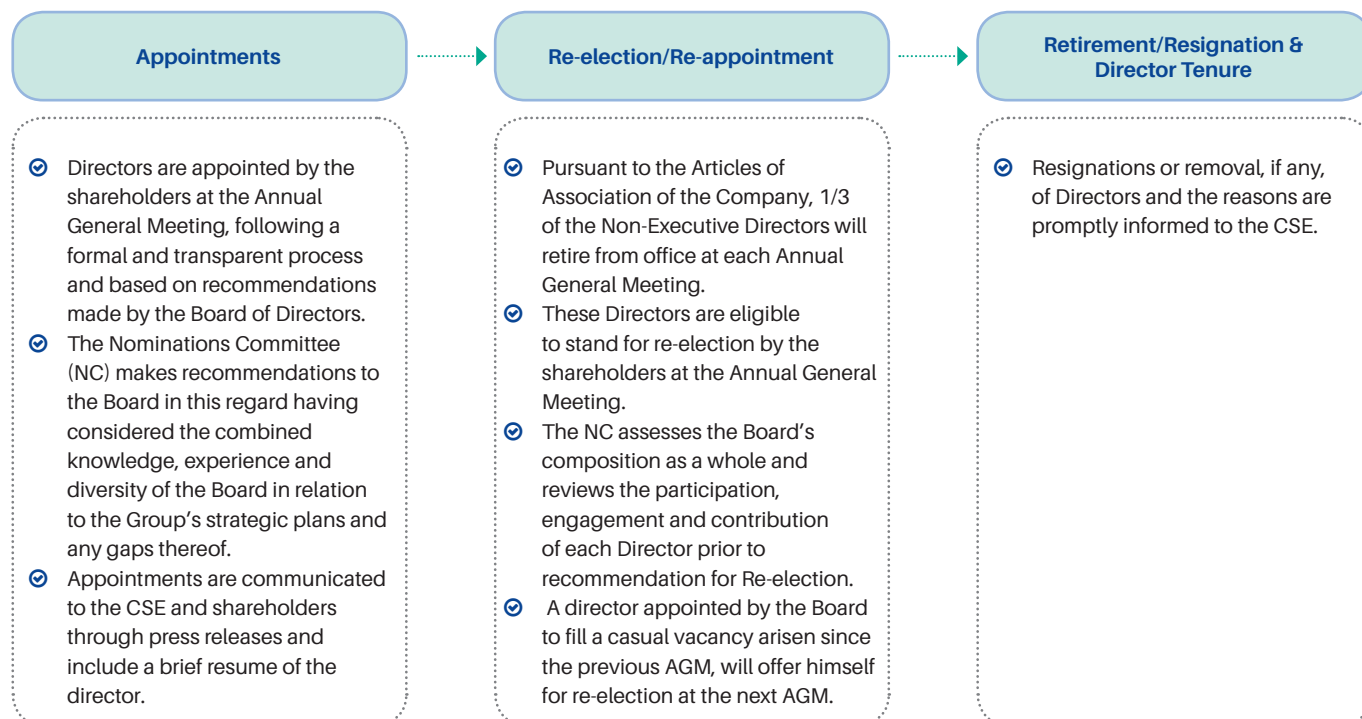 Appointments
Re-election/Re-appointment
Retirement/Resignation &
Director Tenure
Directors are appointed by the
shareholders at the Annual
General Meeting, following a
formal and transparent process
and based on recommendations
made by the Board of Directors.
The Nominations Committee
(NC) makes recommendations to
the Board in this regard having
considered the combined
knowledge, experience and
diversity of the Board in relation
to the Group's strategic plans and
any gaps thereof.
Appointments are communicated
to the CSE and shareholders
through press releases and
include a brief resume of the
director.
Pursuant to the Articles of
Association of the Company, 1/3
of the Non-Executive Directors will
retire from office at each Annual
General Meeting.
These Directors are eligible
to stand for re-election by the
shareholders at the Annual General
Meeting.
The NC assesses the Board's
composition as a whole and
reviews the participation,
engagement and contribution
of each Director prior to
recommendation for Re-election.
A director appointed by the Board
to fill a casual vacancy arisen since
the previous AGM, will offer himself
for re-election at the next AGM.
Resignations or removal, if any,
of Directors and the reasons are
promptly informed to the CSE.